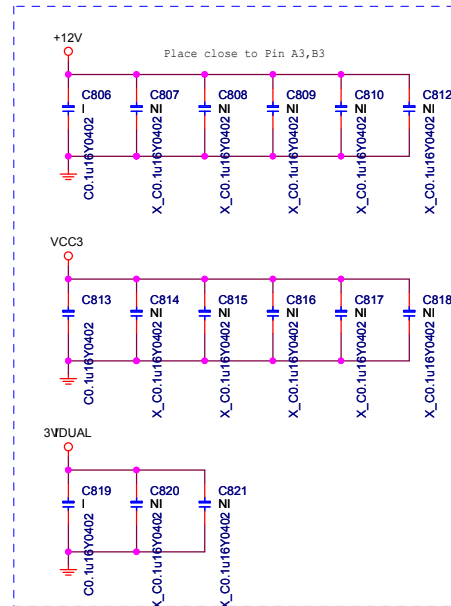 +12V
Place close to Pin A3,B3
C806 C807 C808 C809 C810 C812
I NI NI NI NI NI
C0.1u16Y0402 X_C0.1u16Y0402 X_C0.1u16Y0402 X_C0.1u16Y0402 X_C0.1u16Y0402 X_C0.1u16Y0402
VCC3
C813 C814 C815 C816 C817 C818
NI NI NI NI NI
C0.1u16Y0402 X_C0.1u16Y0402 X_C0.1u16Y0402 X_C0.1u16Y0402 X_C0.1u16Y0402 X_C0.1u16Y0402
3VDUAL
C819 C820 C821
I NI NI
C0.1u16Y0402 X_C0.1u16Y0402 X_C0.1u16Y0402